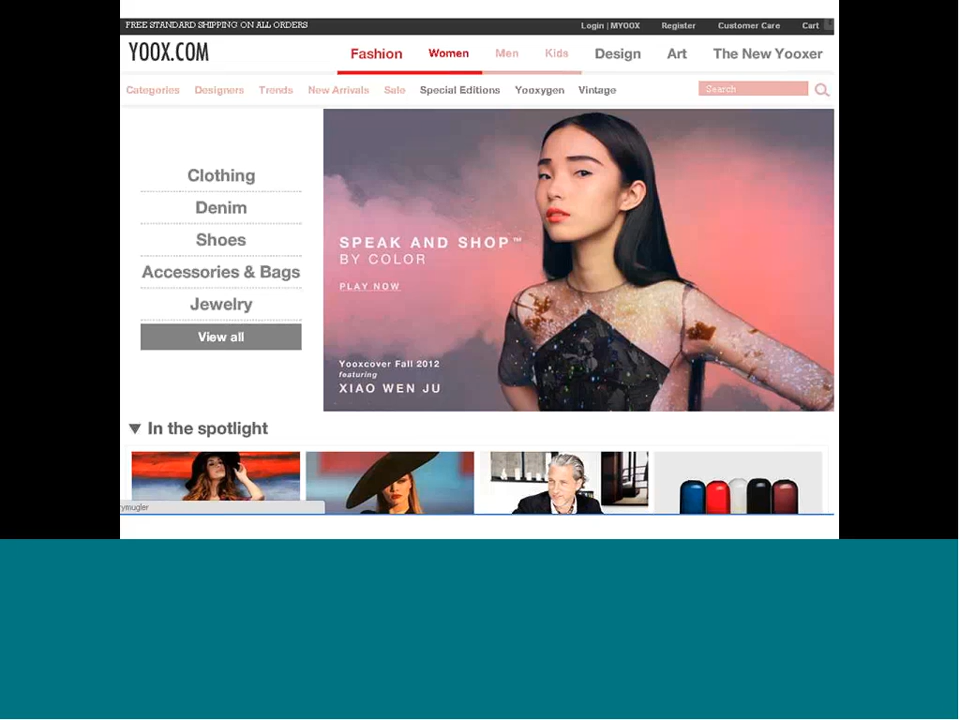 FREE STANDARD SHIPPING ON ALL ORDERS
Login | MYOOX Register Customer Care Cart
YOOX.COM
Fashion Women Men Kids Design Art The New Yooxer
Categories Designers Trends New Arrivals Sale Special Editions Yooxygen Vintage
Search
Clothing
Denim
Shoes
Accessories & Bags
Jewelry
View all
SPEAK AND SHOP™
BY COLOR
PLAY NOW
Yooxcover Fall 2012
featuring
XIAO WEN JU
▼ In the spotlight
ymugler